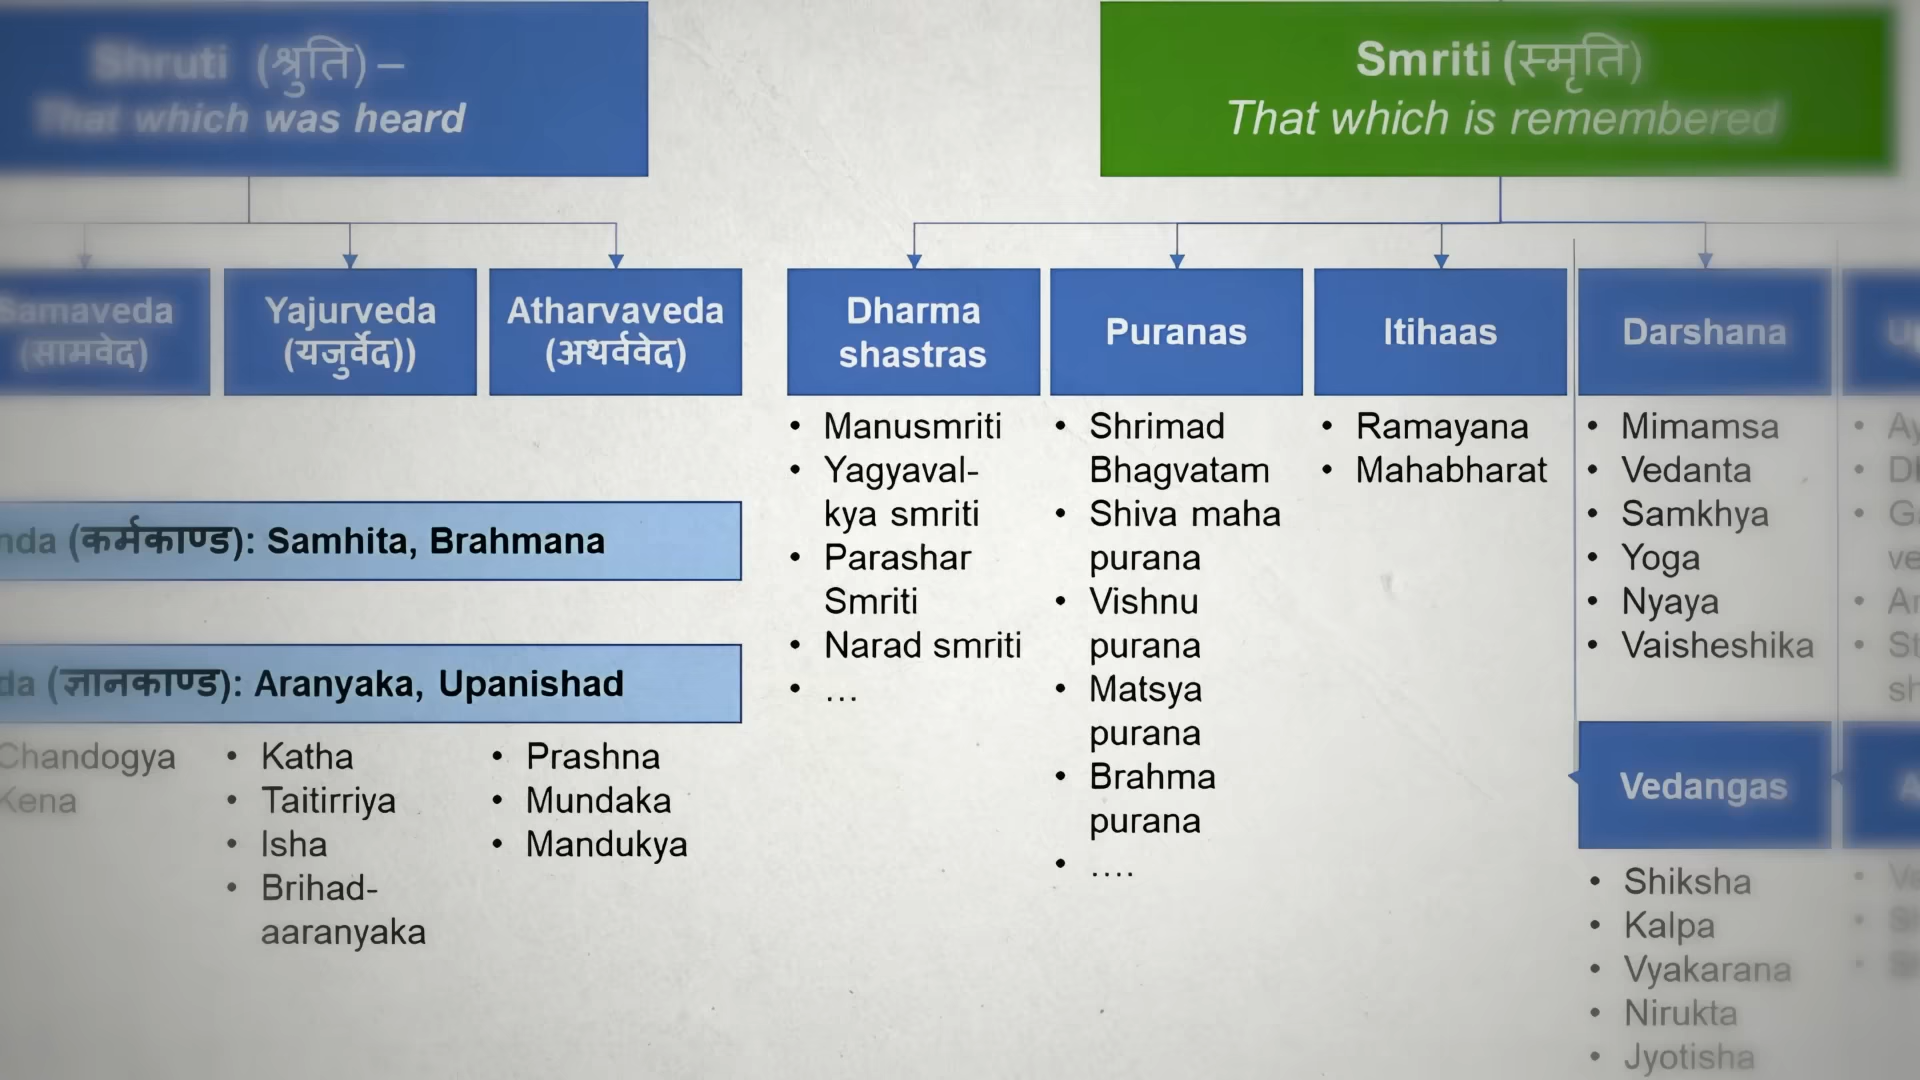 Shruti (श्रुति) –
That which was heard
Smriti (स्मृति)
That which is remembered
Samaveda
(सामवेद)
Yajurveda
(यजुर्वेद))
Atharvaveda
(अथर्ववेद)
Dharma
shastras
Puranas
Itihaas
Darshana
(कर्मकाण्ड): Samhita, Brahmana
(ज्ञानकाण्ड): Aranyaka, Upanishad
Chandogya
Kena
• Katha
• Taitirriya
• Isha
• Brihad-
aaranyaka
• Prashna
• Mundaka
• Mandukya
• Manusmriti
• Yagyaval-
kya smriti
• Parashar
Smriti
• Narad smriti
• ...
• Shrimad
Bhagvatam
• Shiva maha
purana
• Vishnu
purana
• Matsya
purana
• Brahma
purana
• ....
• Ramayana
• Mahabharat
• Mimamsa
• Vedanta
• Samkhya
• Yoga
• Nyaya
• Vaisheshika
Vedangas
• Shiksha
• Kalpa
• Vyakarana
• Nirukta
• Jyotisha